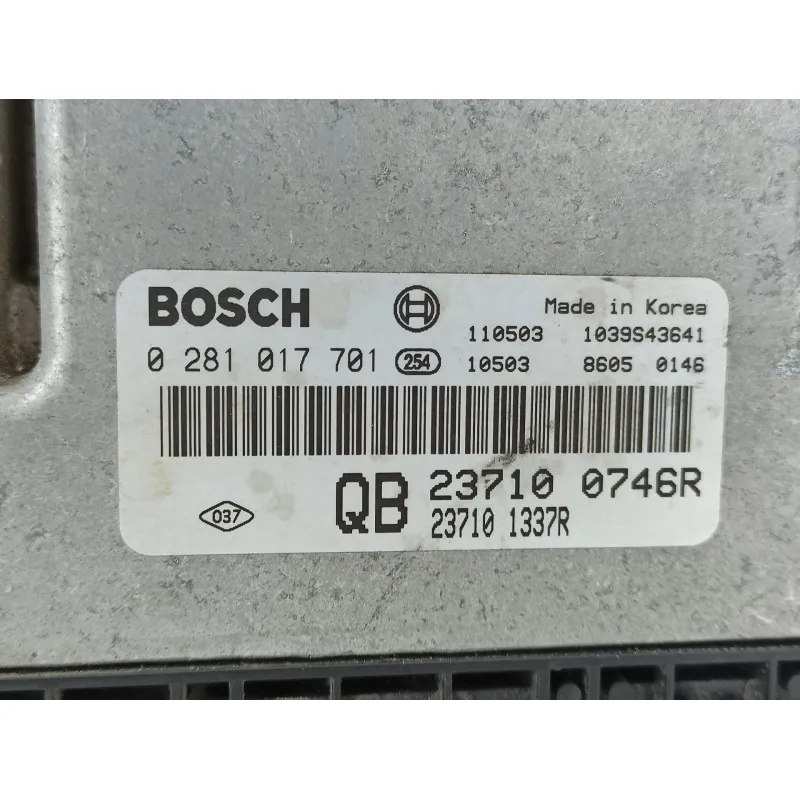 BOSCH Made in Korea
110503 1039S43641
0 281 017 701 254 10503 8605 0146
037 QB 23710 0746R
23710 1337R